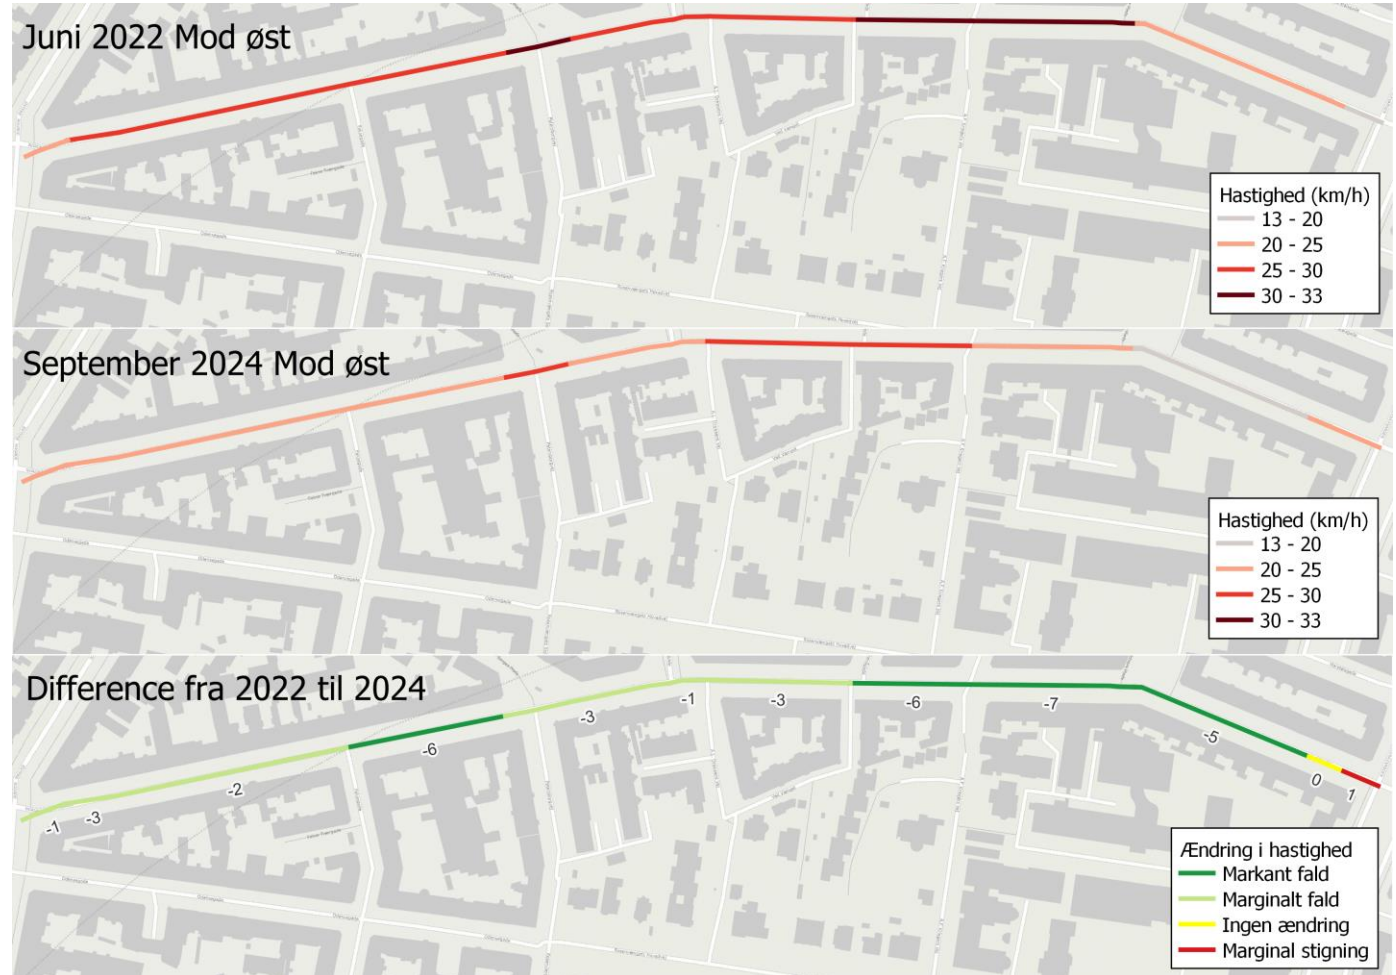 Juni 2022 Mod øst
Hastighed (km/h)
13 - 20
20 - 25
25 - 30
30 - 33
September 2024 Mod øst
Hastighed (km/h)
13 - 20
20 - 25
25 - 30
30 - 33
Difference fra 2022 til 2024
-1
-3
-2
-6
-3
-1
-3
-6
-7
-5
0
1
Ændring i hastighed
Markant fald
Marginalt fald
Ingen ændring
Marginal stigning